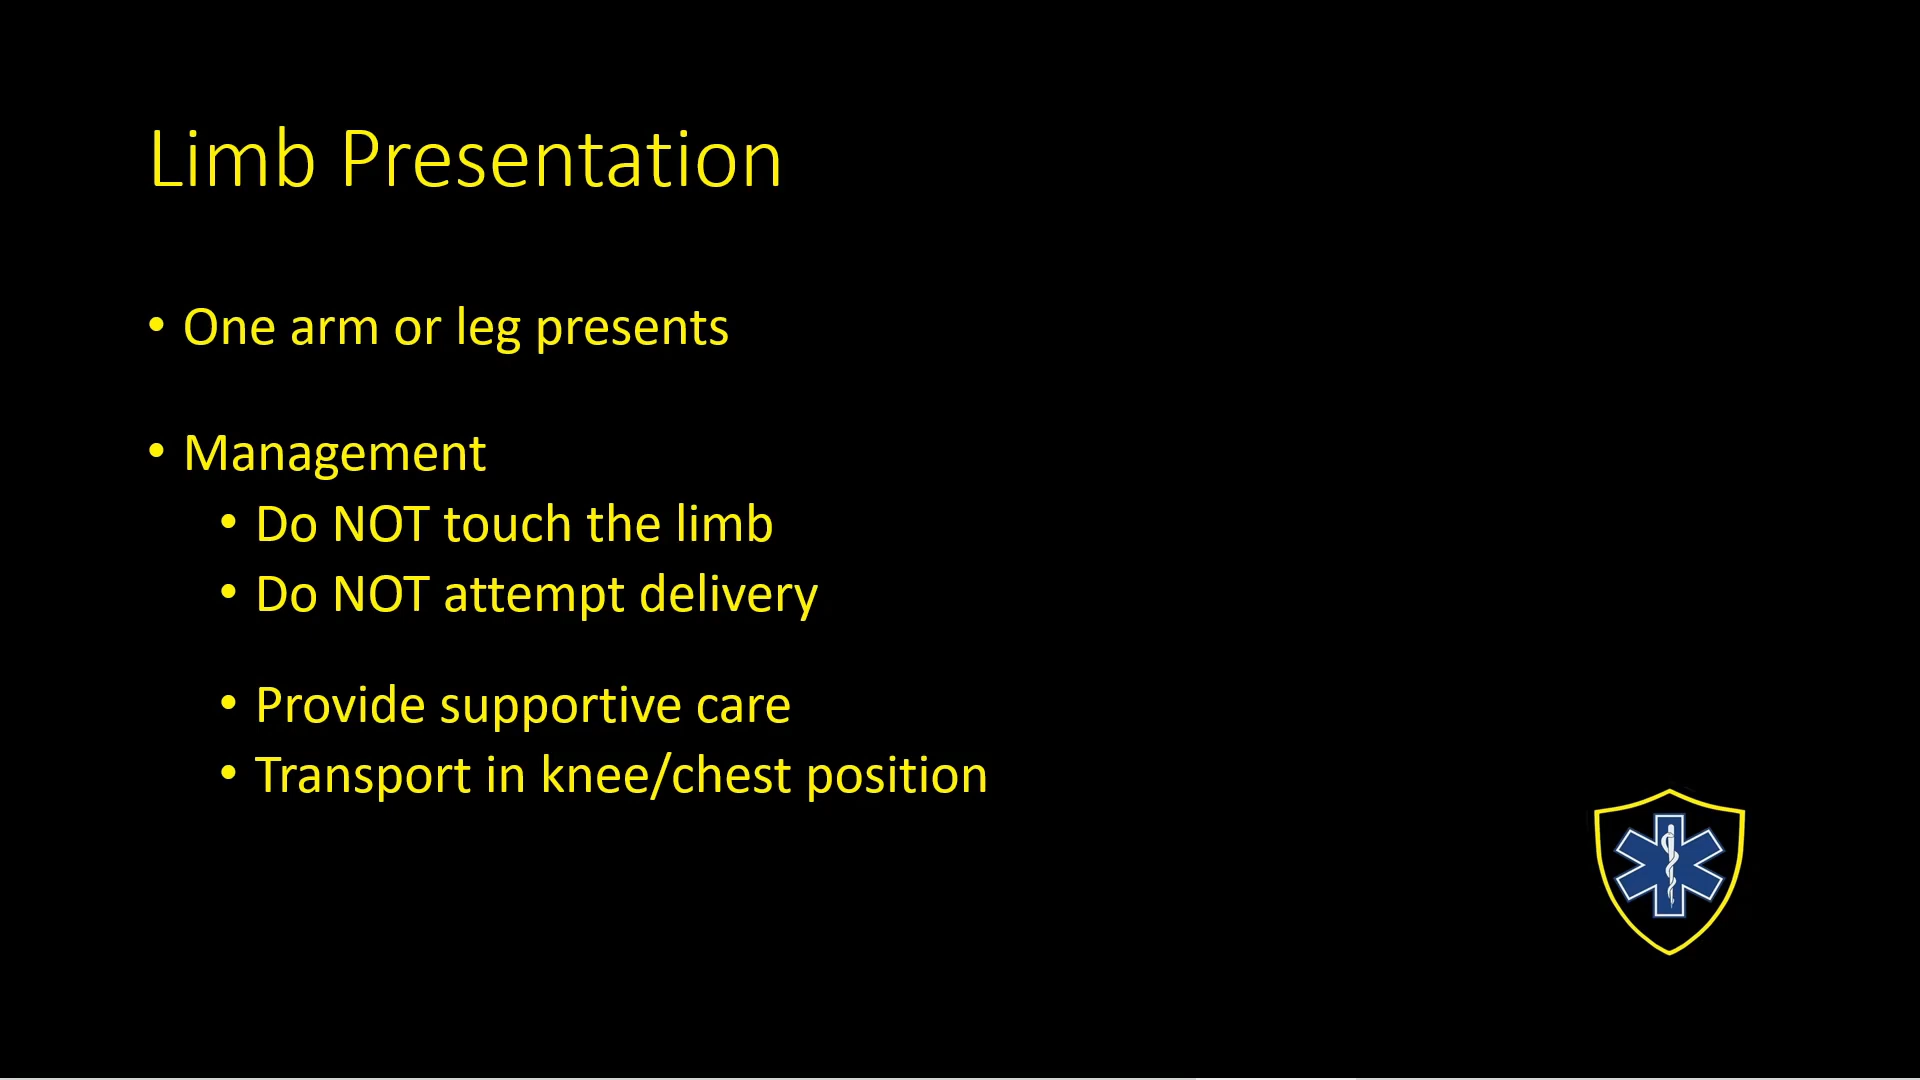 Limb Presentation
• One arm or leg presents
• Management
• Do NOT touch the limb
• Do NOT attempt delivery
• Provide supportive care
• Transport in knee/chest position